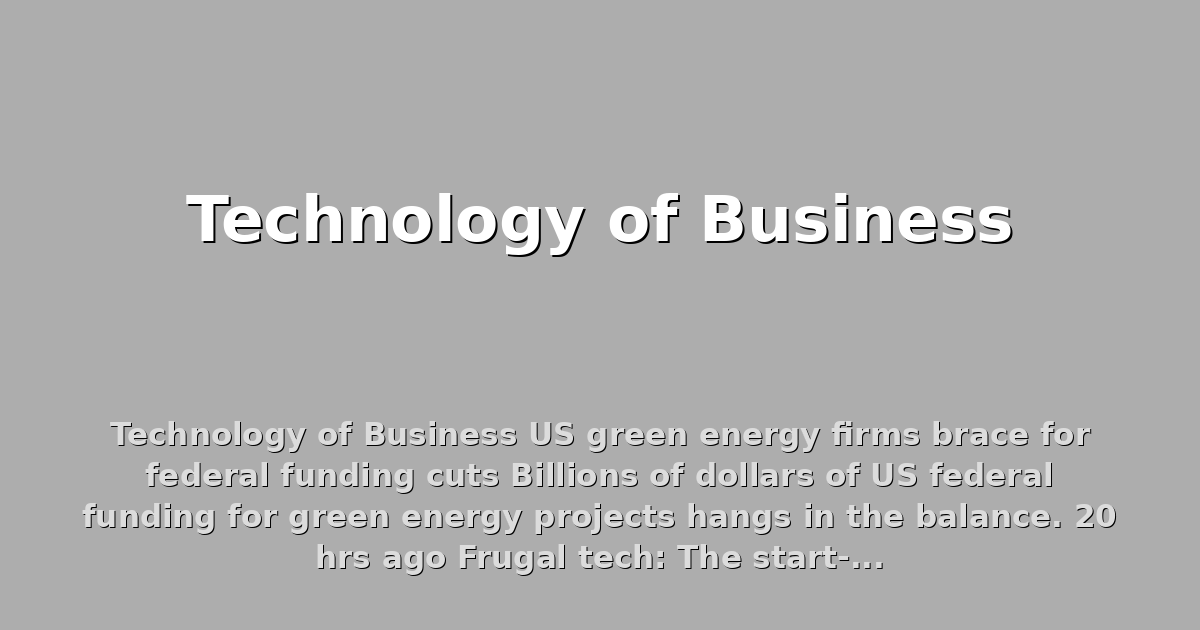 Technology of Business
Technology of Business US green energy firms brace for
federal funding cuts Billions of dollars of US federal
funding for green energy projects hangs in the balance. 20
hrs ago Frugal tech: The start-...